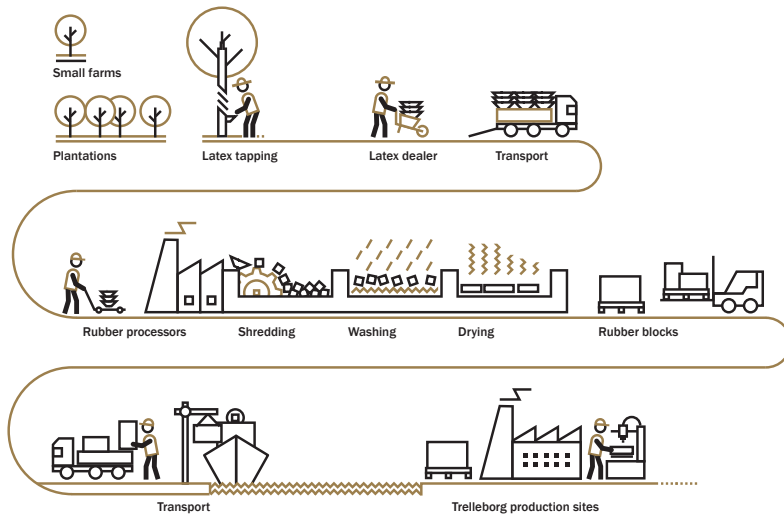 Small farms
Plantations
Latex tapping
Latex dealer
Transport
Rubber processors
Shredding
Washing
Drying
Rubber blocks
Transport
Trelleborg production sites